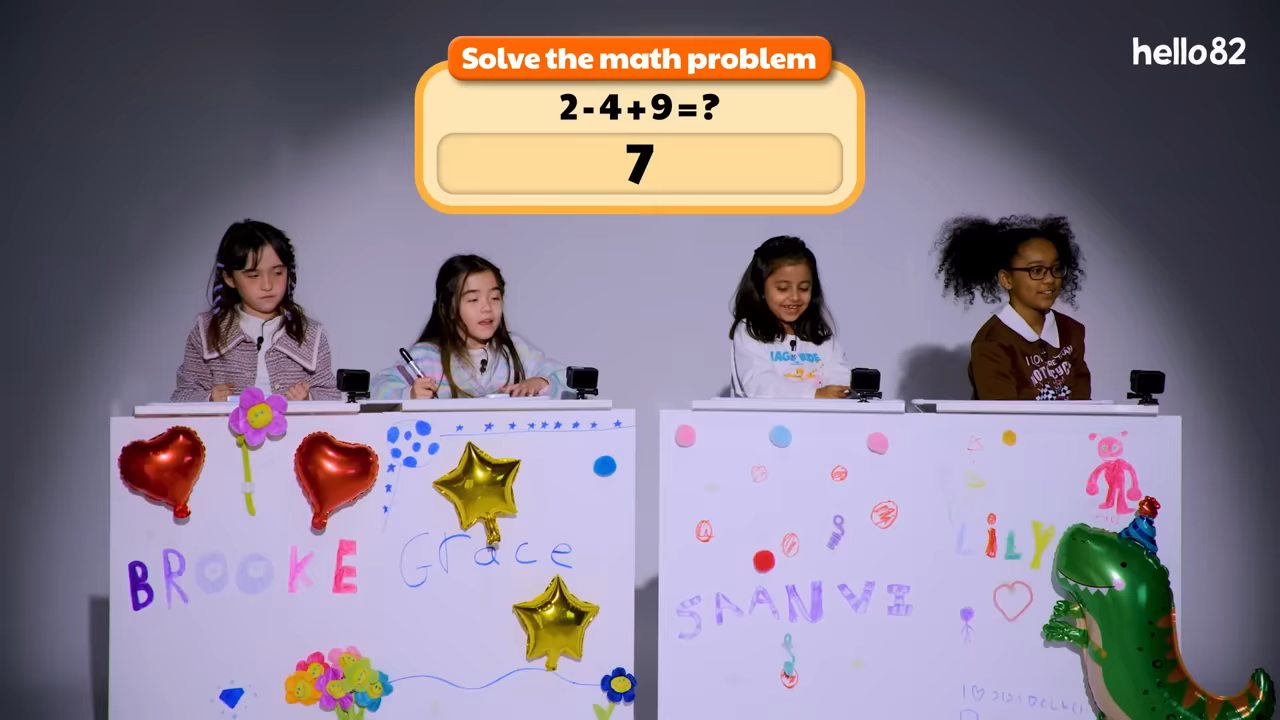 hello82
Solve the math problem
2-4+9=?
7
BROOKE
Grace
SAANVI
LILY